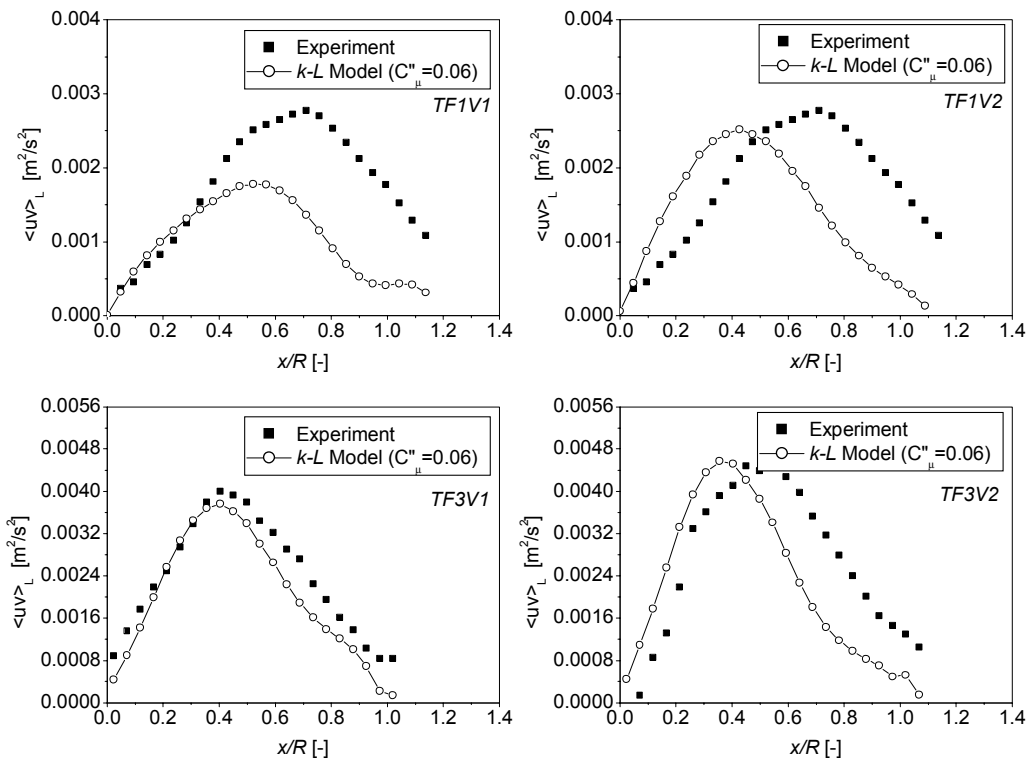 0.004
0.003
0.002
0.001
0.000
<uv>L [m²/s²]
Experiment
k-L Model (C"μ=0.06)
TF1V1
0.0 0.2 0.4 0.6 0.8 1.0 1.2 1.4
x/R [-]
0.004
0.003
0.002
0.001
0.000
<uv>L [m²/s²]
Experiment
k-L Model (C"μ=0.06)
TF1V2
0.0 0.2 0.4 0.6 0.8 1.0 1.2 1.4
x/R [-]
0.0056
0.0048
0.0040
0.0032
0.0024
0.0016
0.0008
0.0000
<uv>L [m²/s²]
Experiment
k-L Model (C"μ=0.06)
TF3V1
0.0 0.2 0.4 0.6 0.8 1.0 1.2 1.4
x/R [-]
0.0056
0.0048
0.0040
0.0032
0.0024
0.0016
0.0008
0.0000
<uv>L [m²/s²]
Experiment
k-L Model (C"μ=0.06)
TF3V2
0.0 0.2 0.4 0.6 0.8 1.0 1.2 1.4
x/R [-]